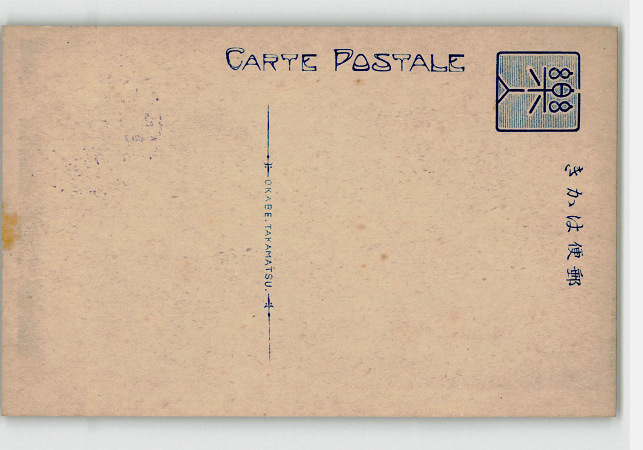 CARTE POSTALE
OKABE. TAKAMATSU.
郵便はかき